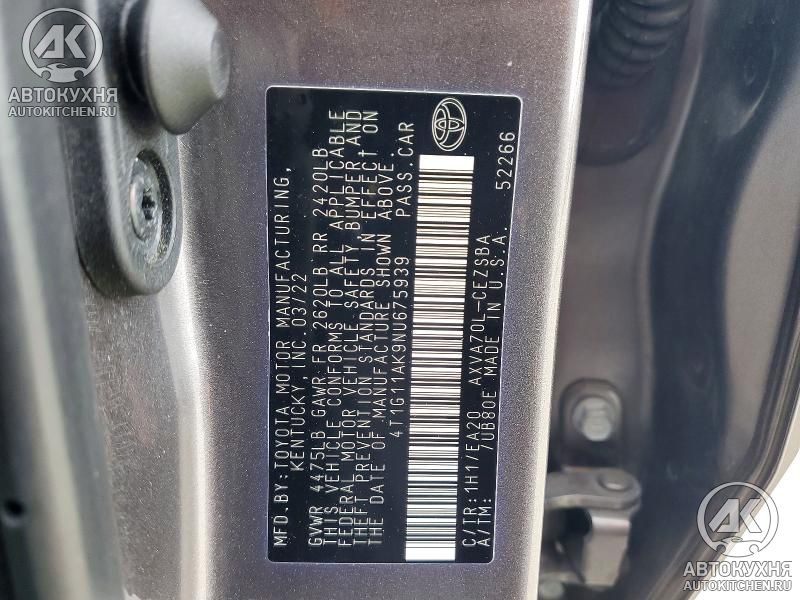 AK
АВТОКУХНЯ
AUTOKITCHEN.RU
MFD.BY:TOYOTA MOTOR MANUFACTURING,
KENTUCKY, INC. 03/22
GVWR 4475LB GAWR FR 2620LB RR 2420LB
THIS VEHICLE CONFORMS TO ALL APPLICABLE
FEDERAL MOTOR VEHICLE SAFETY, BUMPER AND
THEFT PREVENTION STANDARDS IN EFFECT ON
THE DATE OF MANUFACTURE SHOWN ABOVE.
4T1G11AK9NU675939 PASS. CAR
C/TR:1H1/EA20 AXVA70L-CEZSBA
A/TM: /UB80E MADE IN U.S.A. 52266
AK
АВТОКУХНЯ
AUTOKITCHEN.RU